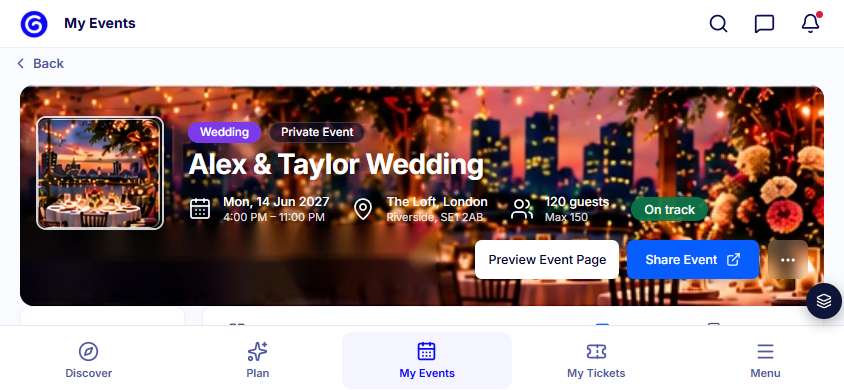 My Events
Back
Wedding
Private Event
Alex & Taylor Wedding
Mon, 14 Jun 2027
4:00 PM – 11:00 PM
The Loft, London
Riverside, SE1 2AB
120 guests
Max 150
On track
Preview Event Page
Share Event
Discover
Plan
My Events
My Tickets
Menu